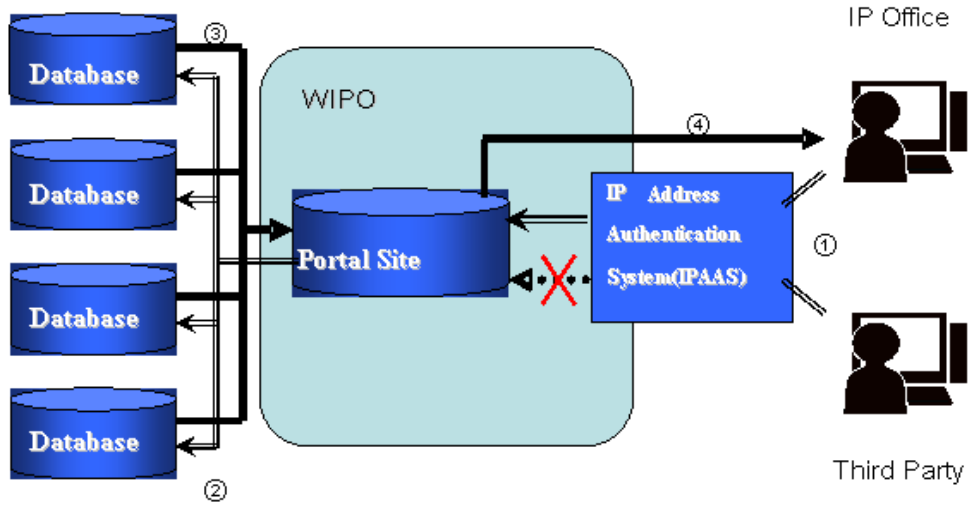 IP Office
③
Database
WIPO
④
Database
IP Address
Authentication
System(IPAAS)
①
Portal Site
Database
Database
Third Party
②